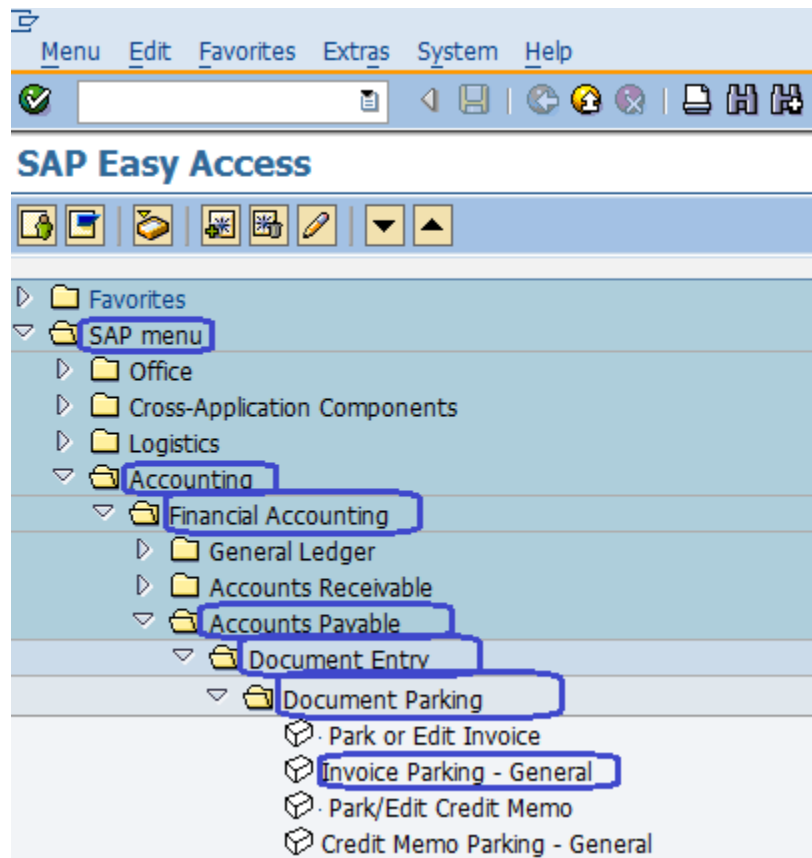 Menu Edit Favorites Extras System Help
SAP Easy Access
Favorites
SAP menu
Office
Cross-Application Components
Logistics
Accounting
Financial Accounting
General Ledger
Accounts Receivable
Accounts Payable
Document Entry
Document Parking
Park or Edit Invoice
Invoice Parking - General
Park/Edit Credit Memo
Credit Memo Parking - General